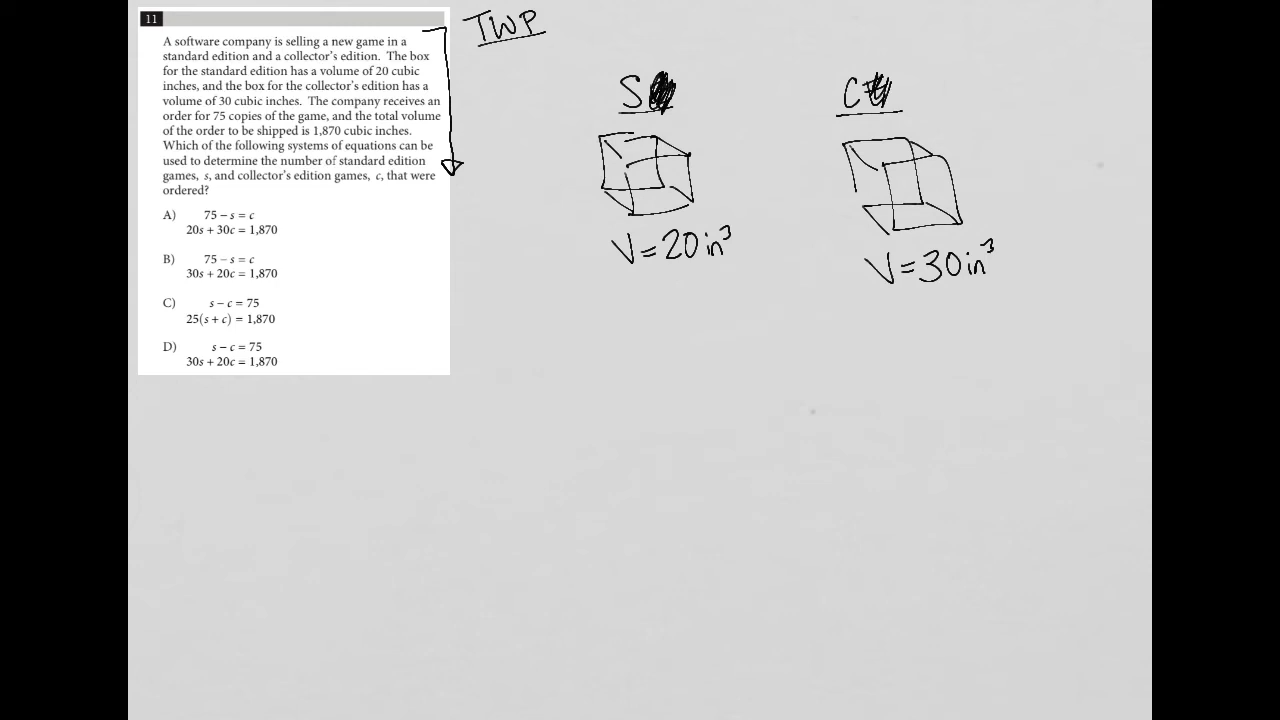 11
A software company is selling a new game in a
standard edition and a collector's edition. The box
for the standard edition has a volume of 20 cubic
inches, and the box for the collector's edition has a
volume of 30 cubic inches. The company receives an
order for 75 copies of the game, and the total volume
of the order to be shipped is 1,870 cubic inches.
Which of the following systems of equations can be
used to determine the number of standard edition
games, s, and collector's edition games, c, that were
ordered?
A) 75 − s = c
20s + 30c = 1,870
B) 75 − s = c
30s + 20c = 1,870
C) s − c = 75
25(s + c) = 1,870
D) s − c = 75
30s + 20c = 1,870
TWP
S
V = 20 in³
C
V = 30 in³